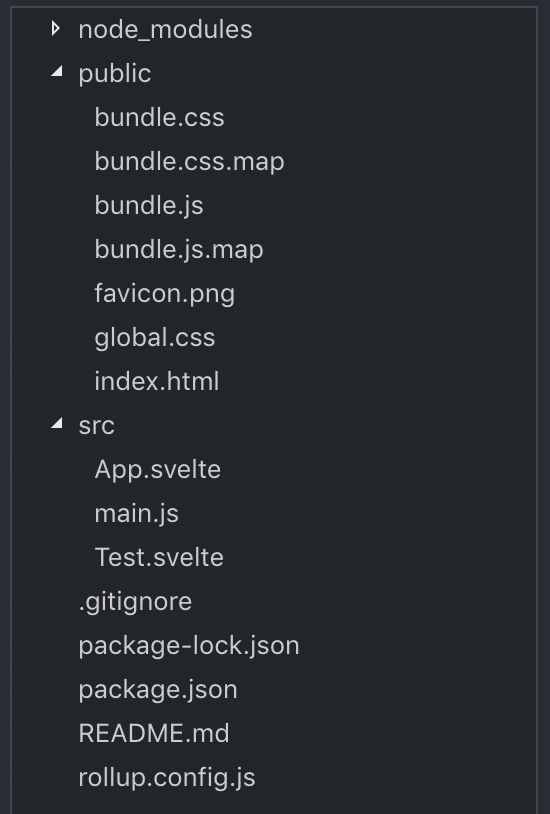 node_modules
public
bundle.css
bundle.css.map
bundle.js
bundle.js.map
favicon.png
global.css
index.html
src
App.svelte
main.js
Test.svelte
.gitignore
package-lock.json
package.json
README.md
rollup.config.js